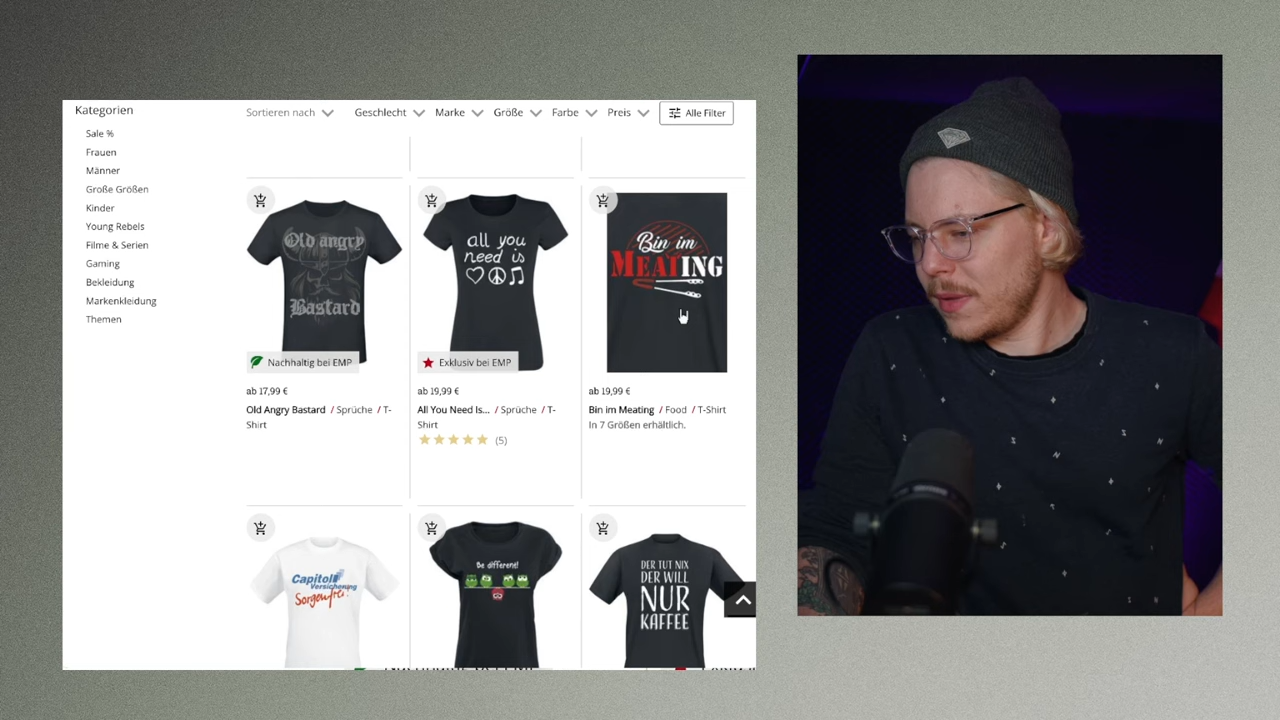 Kategorien
Sale %
Frauen
Männer
Große Größen
Kinder
Young Rebels
Filme & Serien
Gaming
Bekleidung
Markenkleidung
Themen
Sortieren nach Geschlecht Marke Größe Farbe Preis Alle Filter
Old angry
Bastard
Nachhaltig bei EMP
ab 17,99 €
Old Angry Bastard / Sprüche / T-
Shirt
all you
need is
Exklusiv bei EMP
ab 19,99 €
All You Need Is... / Sprüche / T-
Shirt
(5)
Bin im
MEATING
ab 19,99 €
Bin im Meating / Food / T-Shirt
In 7 Größen erhältlich.
Capitol
Versicherung
Sorgenfrei!
Be different!
DER TUT NIX
DER WILL
NUR
KAFFEE